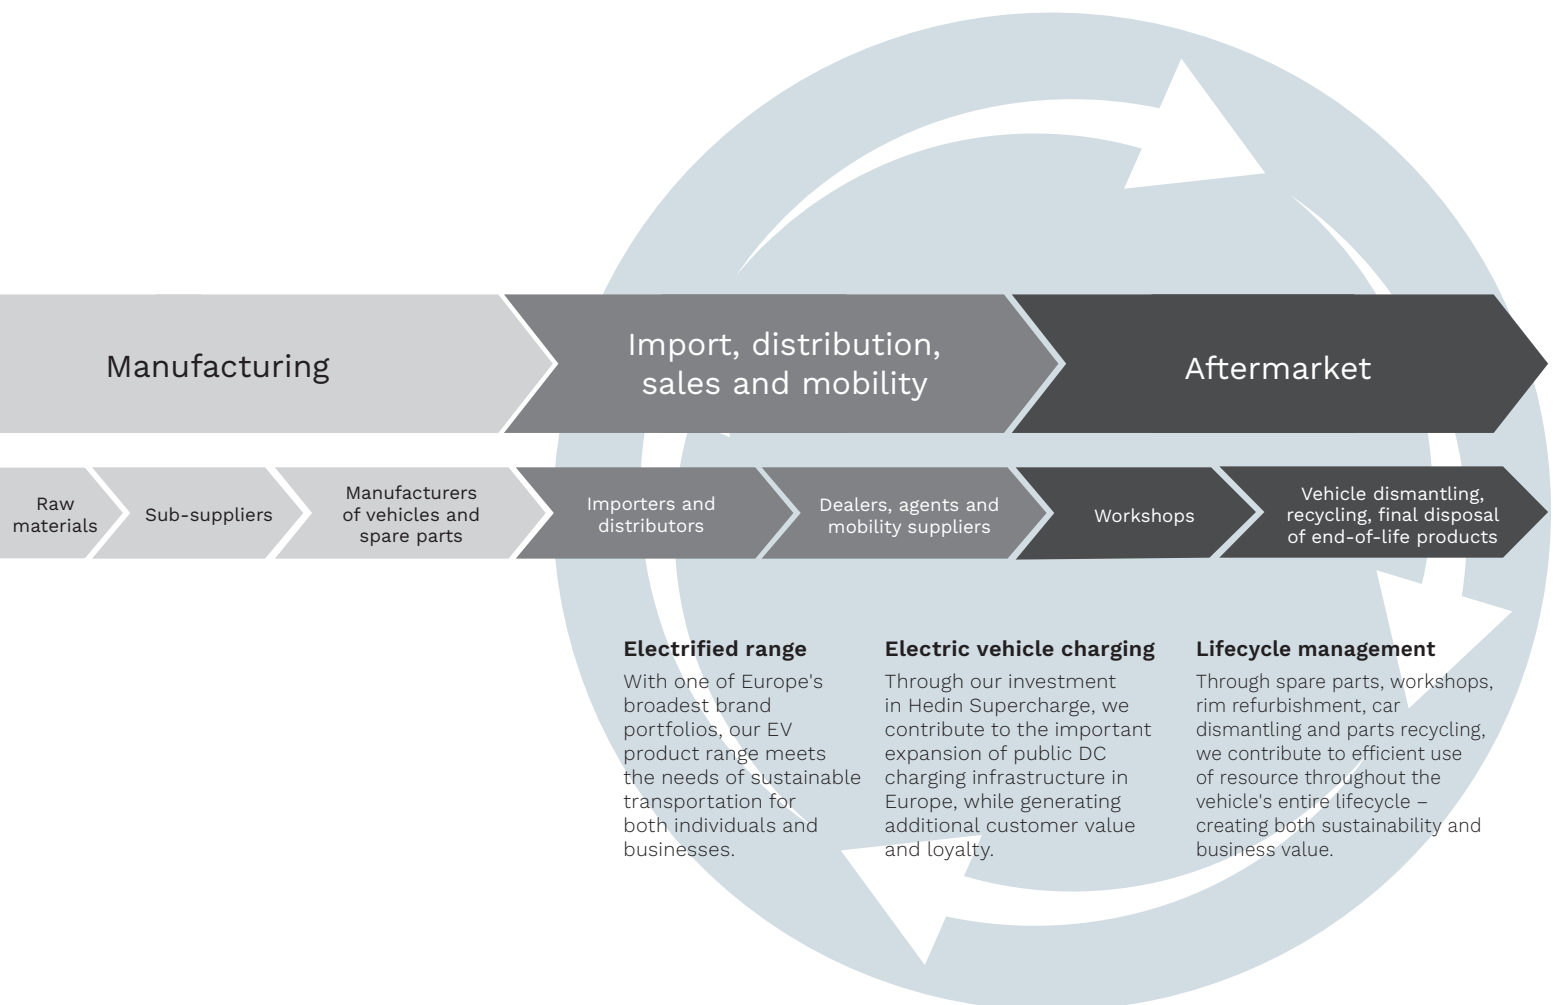 Manufacturing
Import, distribution,
sales and mobility
Aftermarket
Raw
materials
Sub-suppliers
Manufacturers
of vehicles and
spare parts
Importers and
distributors
Dealers, agents and
mobility suppliers
Workshops
Vehicle dismantling,
recycling, final disposal
of end-of-life products
Electrified range
With one of Europe's
broadest brand
portfolios, our EV
product range meets
the needs of sustainable
transportation for
both individuals and
businesses.
Electric vehicle charging
Through our investment
in Hedin Supercharge, we
contribute to the important
expansion of public DC
charging infrastructure in
Europe, while generating
additional customer value
and loyalty.
Lifecycle management
Through spare parts, workshops,
rim refurbishment, car
dismantling and parts recycling,
we contribute to efficient use
of resource throughout the
vehicle's entire lifecycle –
creating both sustainability and
business value.